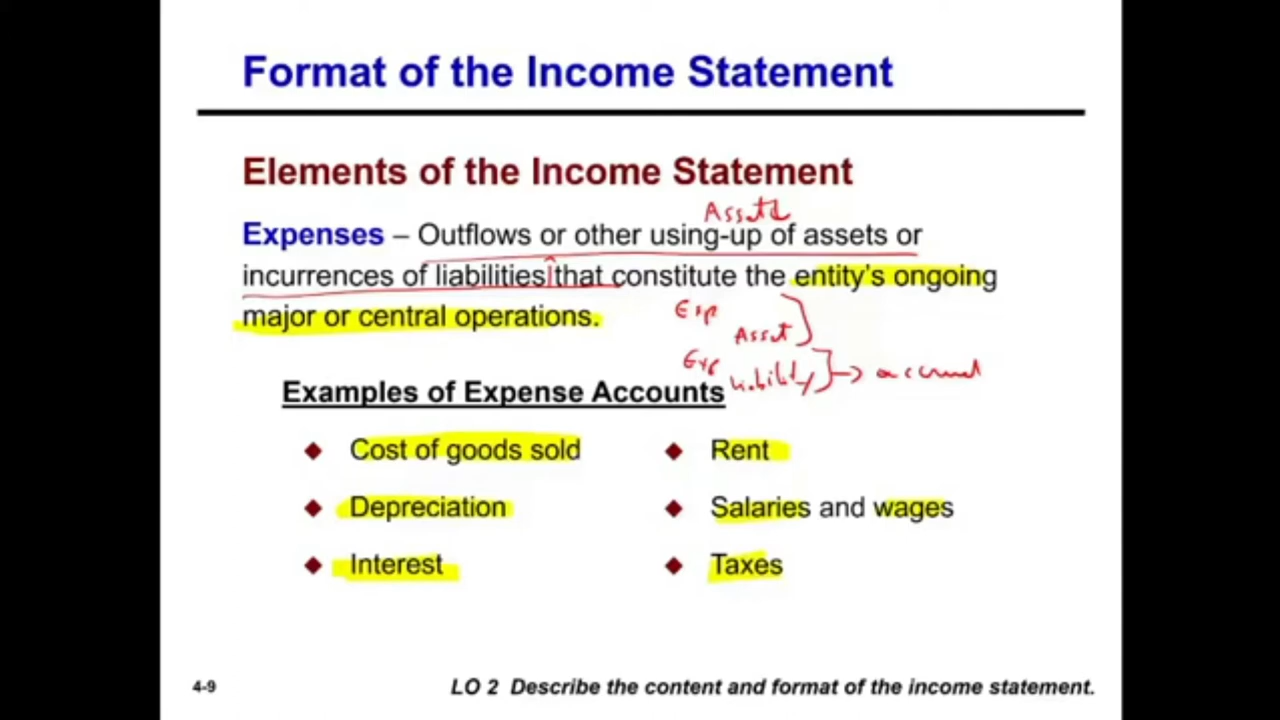 Format of the Income Statement
Elements of the Income Statement
Assets
Expenses – Outflows or other using-up of assets or
incurrences of liabilities that constitute the entity's ongoing
major or central operations.
Exp
Asset
Exp
liability → accrual
Examples of Expense Accounts
Cost of goods sold
Rent
Depreciation
Salaries and wages
Interest
Taxes
4-9
LO 2 Describe the content and format of the income statement.